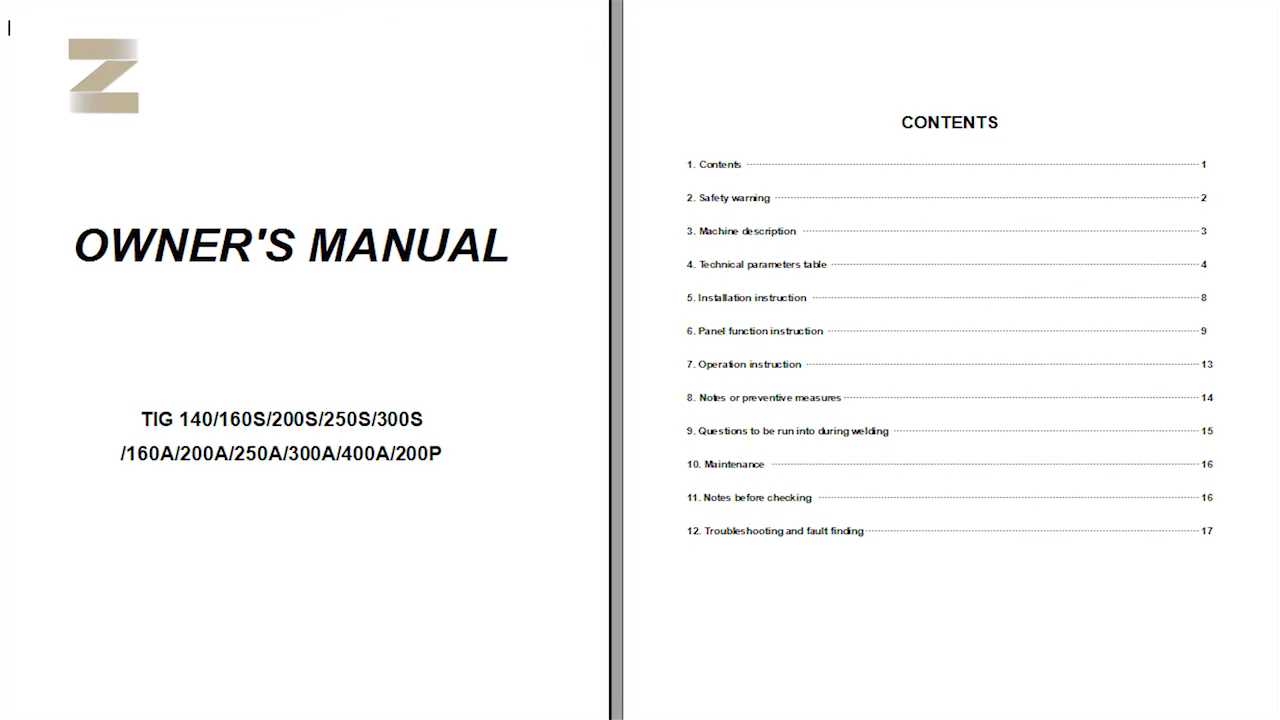 Z
OWNER'S MANUAL
TIG 140/160S/200S/250S/300S
/160A/200A/250A/300A/400A/200P
CONTENTS
1. Contents 1
2. Safety warning 2
3. Machine description 3
4. Technical parameters table 4
5. Installation instruction 8
6. Panel function instruction 9
7. Operation instruction 13
8. Notes or preventive measures 14
9. Questions to be run into during welding 15
10. Maintenance 16
11. Notes before checking 16
12. Troubleshooting and fault finding 17